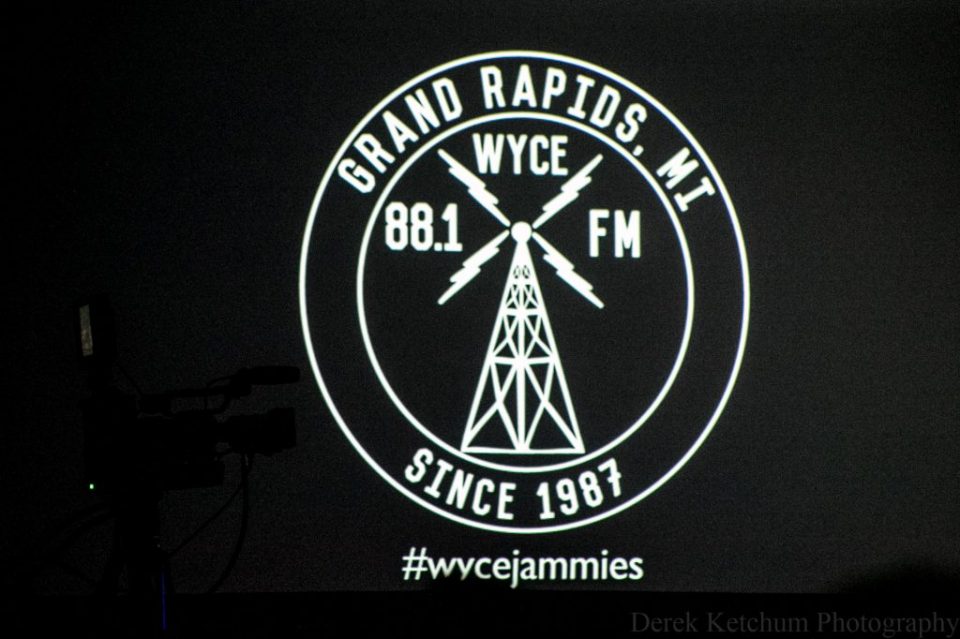 GRAND RAPIDS, MI
WYCE
88.1 FM
SINCE 1987
#wycejammies
Derek Ketchum Photography